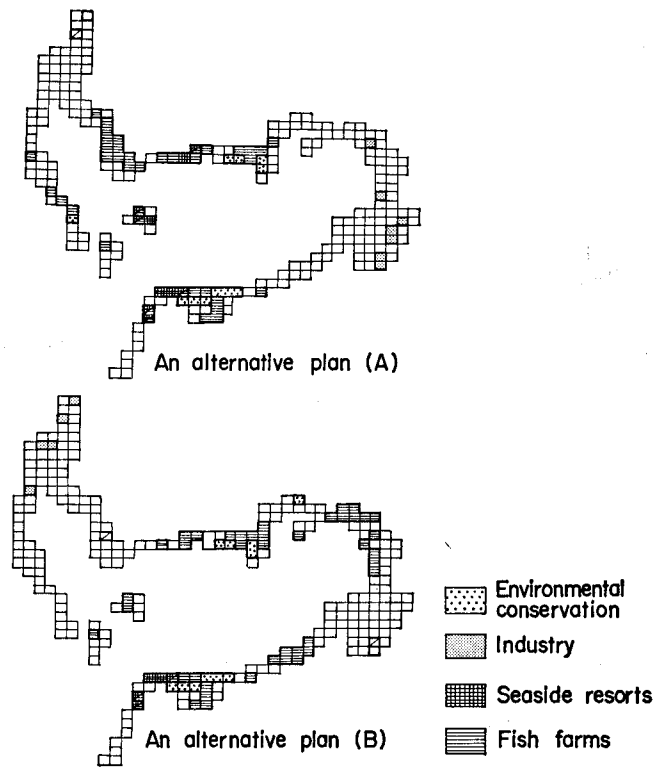 An alternative plan (A)
Environmental
conservation
Industry
Seaside resorts
An alternative plan (B)
Fish farms